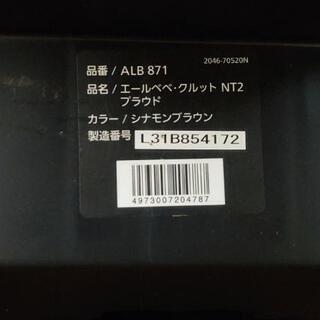 2046-70520N
品番 / ALB 871
品名 / エールベベ・クルット NT2
プラウド
カラー / シナモンブラウン
製造番号 L31B854172
4973007204787